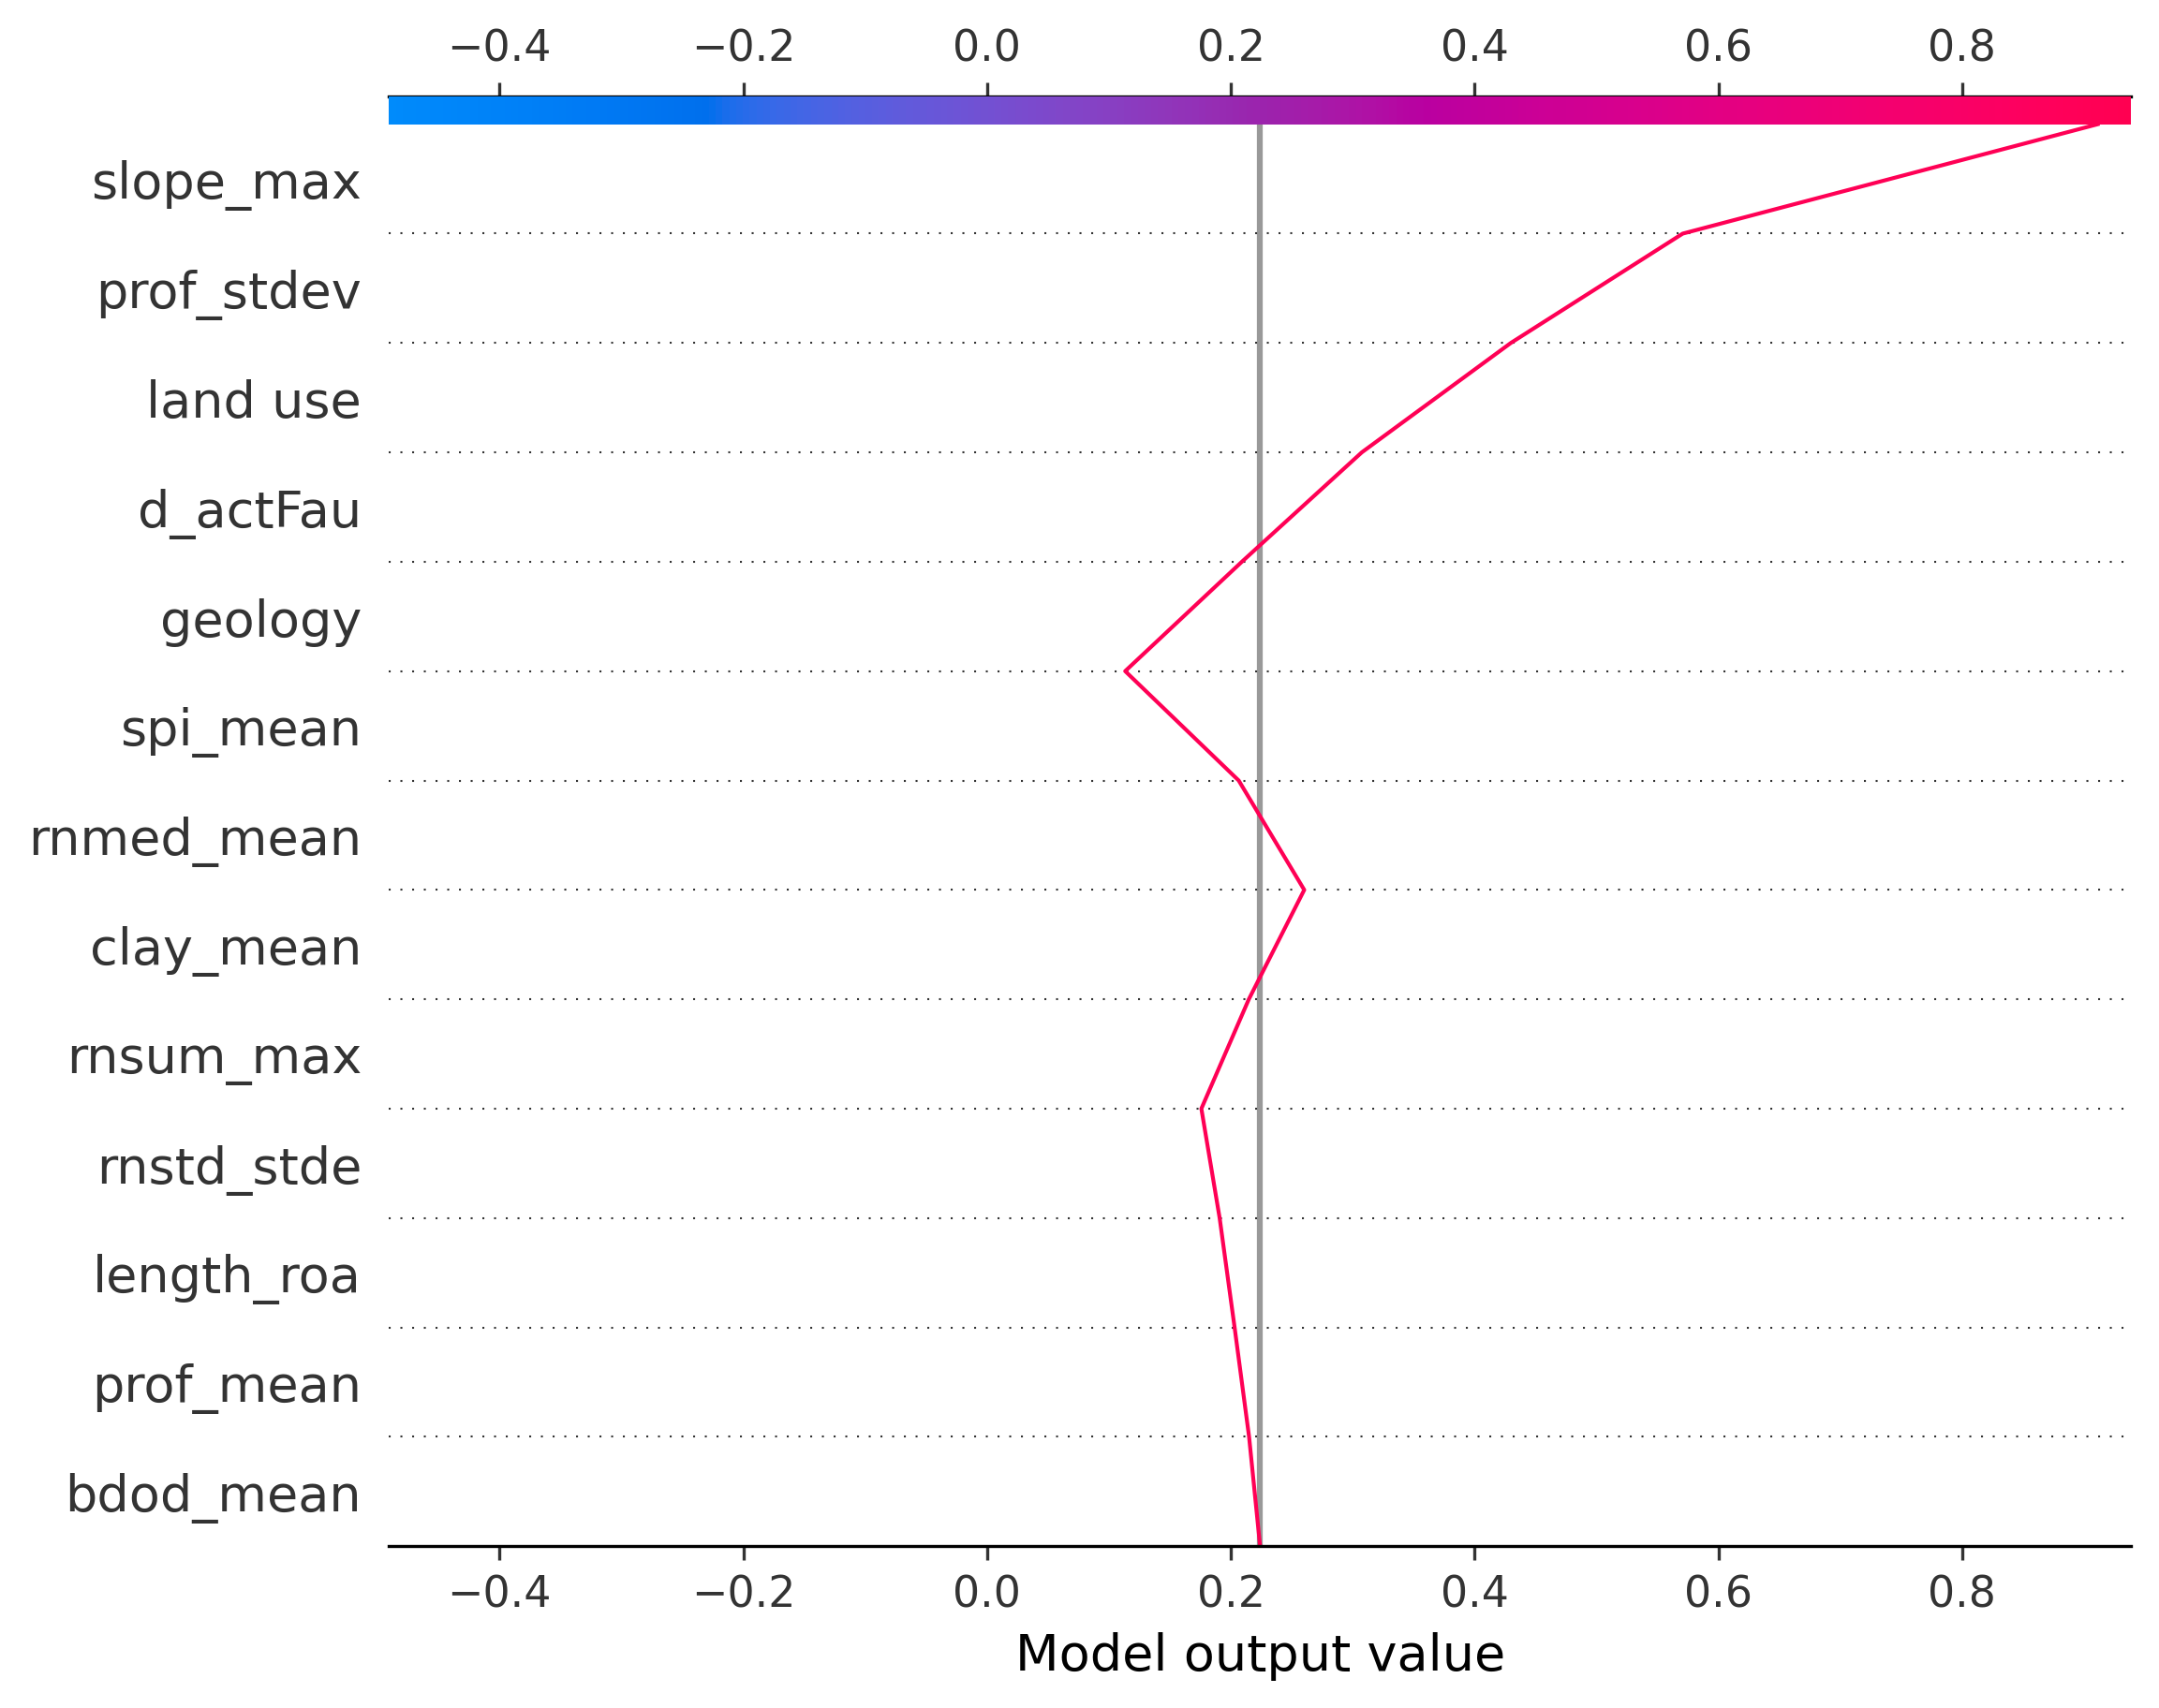 −0.4 −0.2 0.0 0.2 0.4 0.6 0.8
slope_max
prof_stdev
land use
d_actFau
geology
spi_mean
rnmed_mean
clay_mean
rnsum_max
rnstd_stde
length_roa
prof_mean
bdod_mean
−0.4 −0.2 0.0 0.2 0.4 0.6 0.8
Model output value